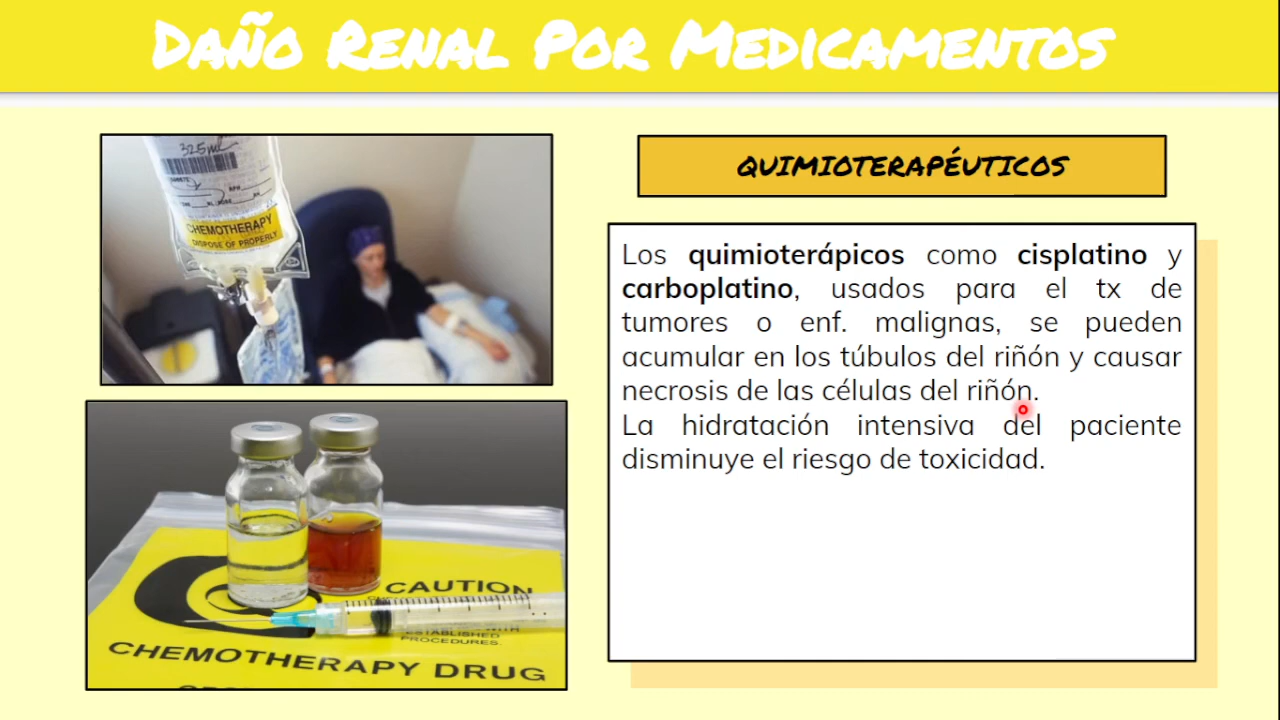 Daño Renal Por Medicamentos
325ml
CHEMOTHERAPY
DISPOSE OF PROPERLY
QUIMIOTERAPÉUTICOS
Los quimioterápicos como cisplatino y
carboplatino, usados para el tx de
tumores o enf. malignas, se pueden
acumular en los túbulos del riñón y causar
necrosis de las células del riñón.
La hidratación intensiva del paciente
disminuye el riesgo de toxicidad.
CAUTION
ESTABLISHED
PROCEDURES.
CHEMOTHERAPY DRUG